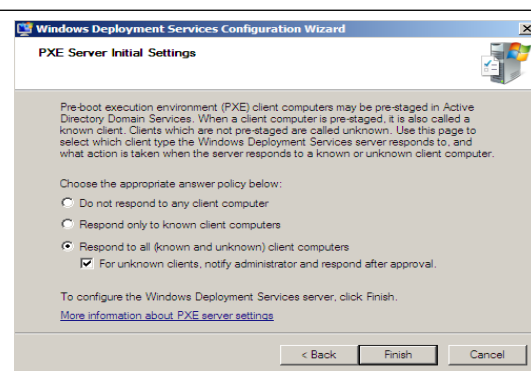 Windows Deployment Services Configuration Wizard
PXE Server Initial Settings
Pre-boot execution environment (PXE) client computers may be pre-staged in Active
Directory Domain Services. When a client computer is pre-staged, it is also called a
known client. Clients which are not pre-staged are called unknown. Use this page to
select which client type the Windows Deployment Services server responds to, and
what action is taken when the server responds to a known or unknown client computer.
Choose the appropriate answer policy below:
Do not respond to any client computer
Respond only to known client computers
Respond to all (known and unknown) client computers
For unknown clients, notify administrator and respond after approval.
To configure the Windows Deployment Services server, click Finish.
More information about PXE server settings
< Back Finish Cancel